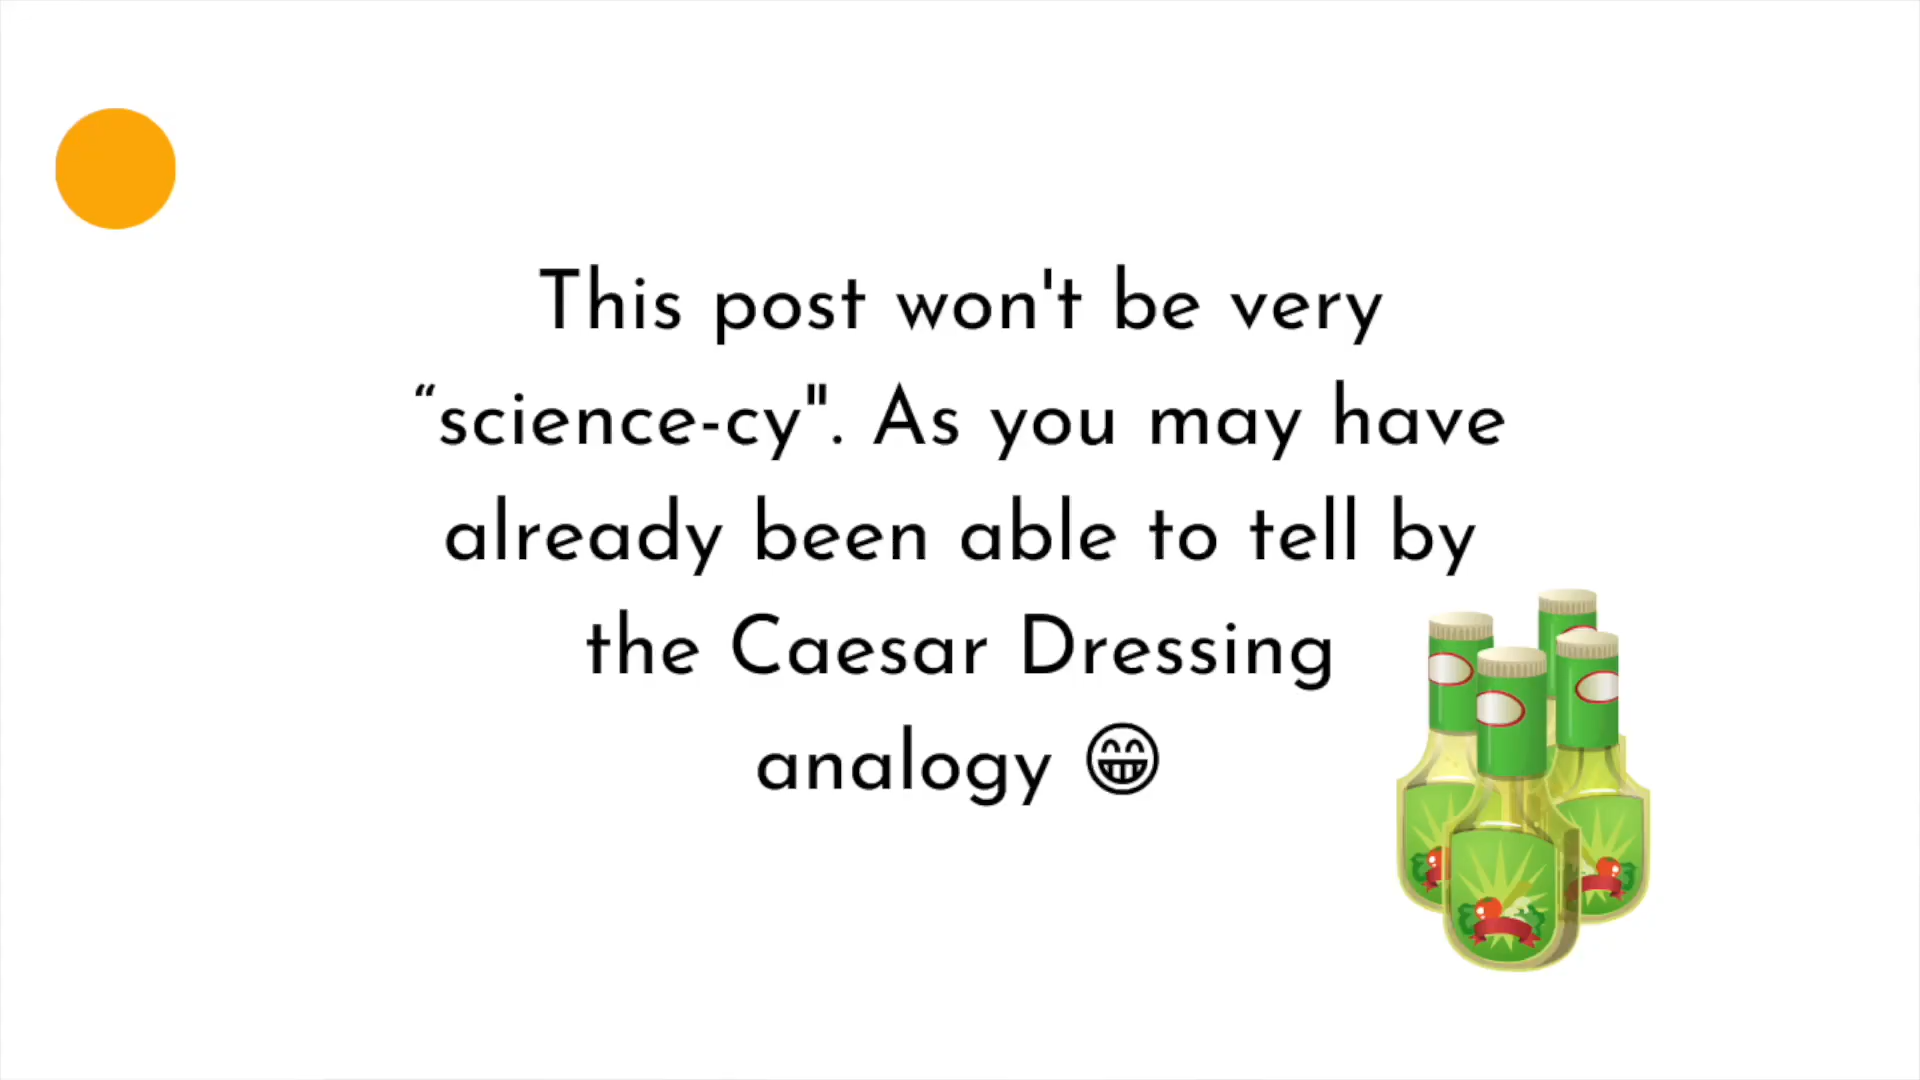 This post won't be very
“science-cy". As you may have
already been able to tell by
the Caesar Dressing
analogy 😁